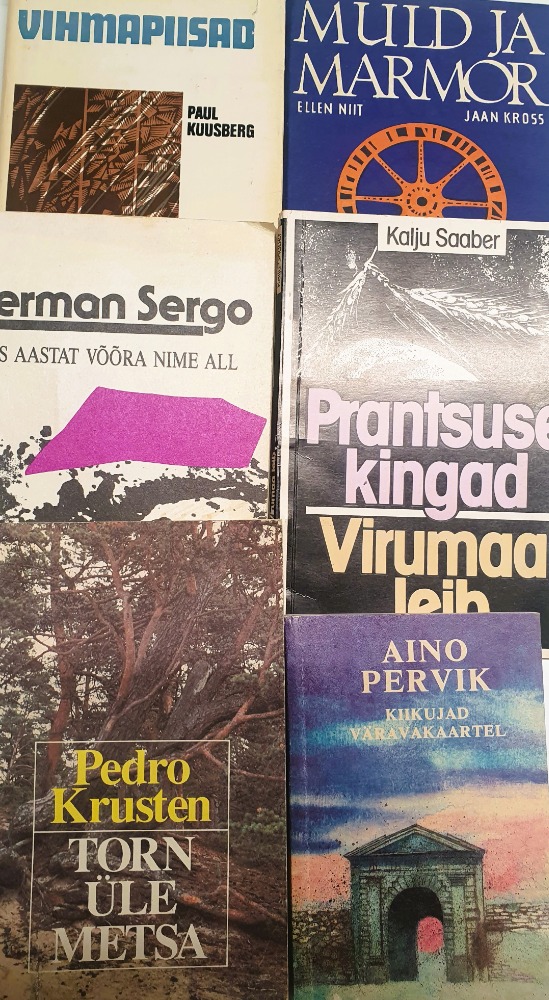 VIHMAPIISAD
PAUL
KUUSBERG
MULD JA
MARMOR
ELLEN NIIT
JAAN KROSS
erman Sergo
S AASTAT VÕÕRA NIME ALL
Kalju Saaber
Prantsuse
kingad
Virumaa
leib
Pedro
Krusten
TORN
ÜLE
METSA
AINO
PERVIK
KIIKUJAD
VÄRAVAKAARTEL